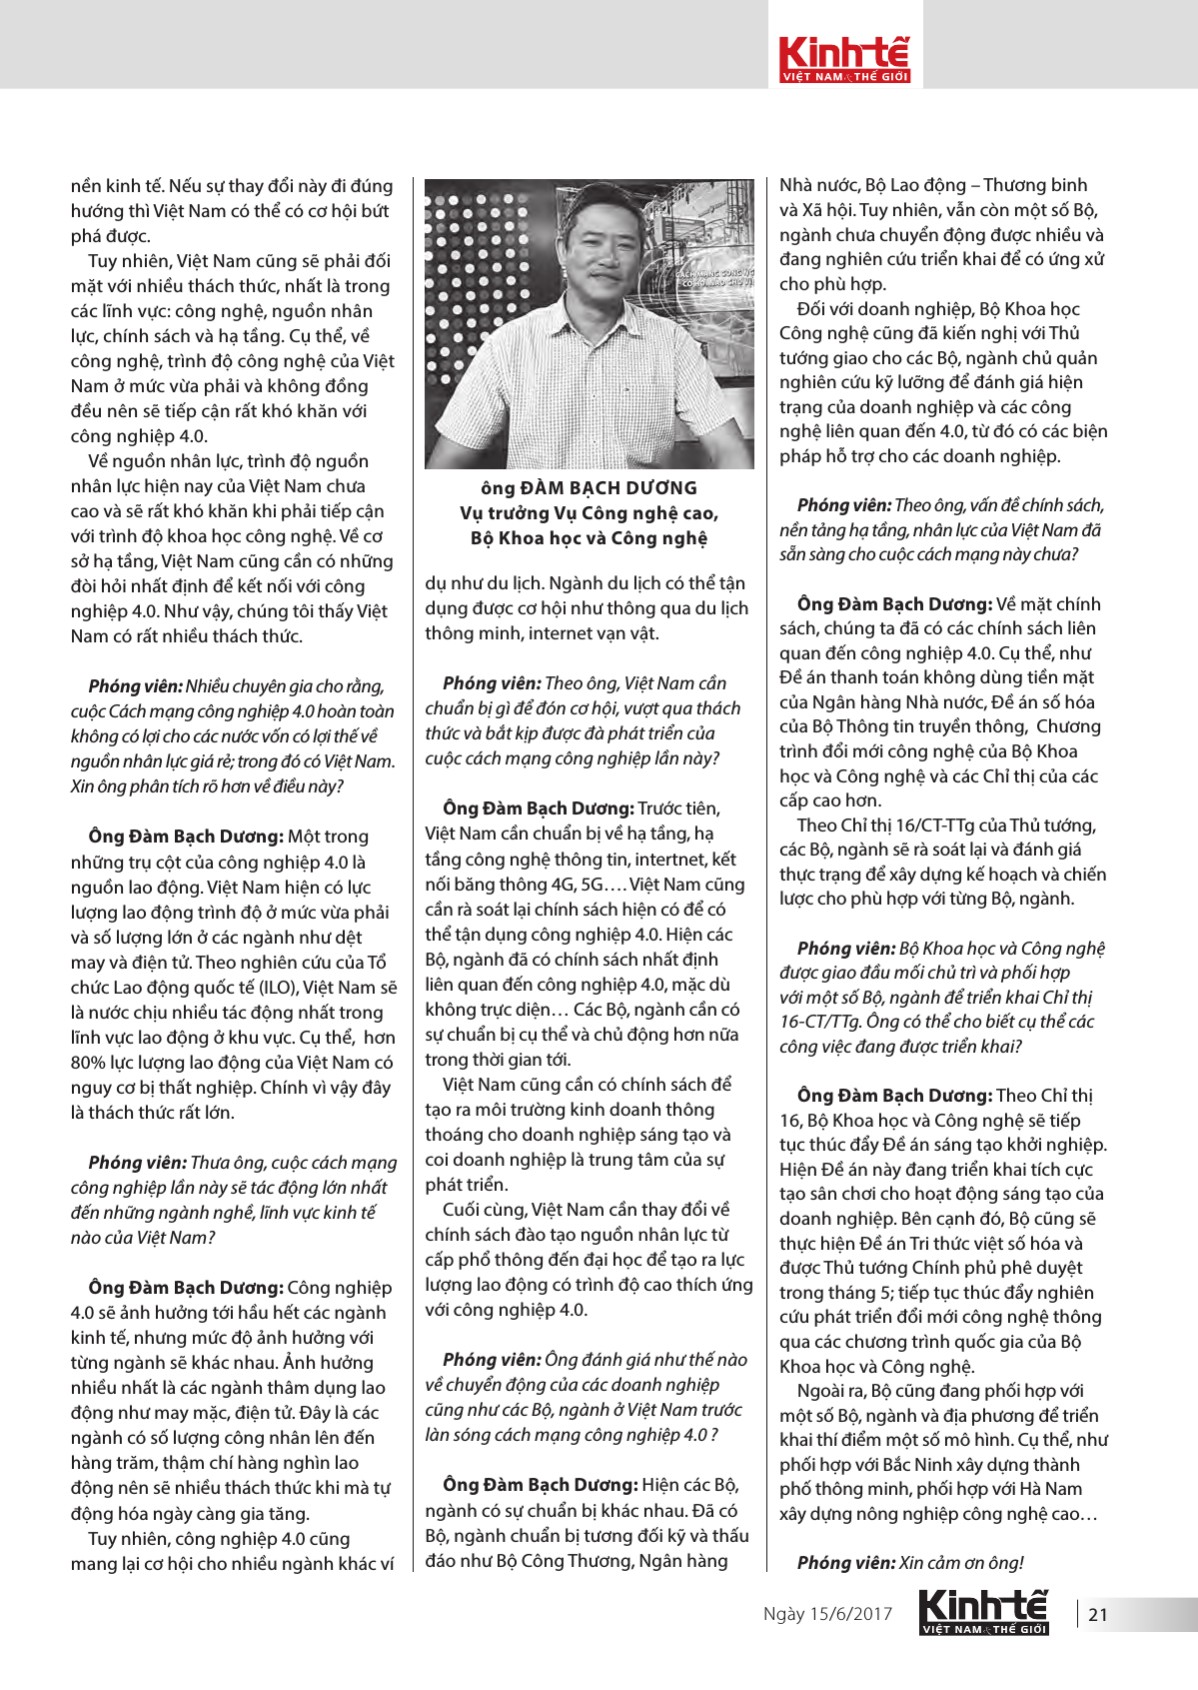 Kinh tế
VIỆT NAM & THẾ GIỚI
nền kinh tế. Nếu sự thay đổi này đi đúng
hướng thì Việt Nam có thể có cơ hội bứt
phá được.
Tuy nhiên, Việt Nam cũng sẽ phải đối
mặt với nhiều thách thức, nhất là trong
các lĩnh vực: công nghệ, nguồn nhân
lực, chính sách và hạ tầng. Cụ thể, về
công nghệ, trình độ công nghệ của Việt
Nam ở mức vừa phải và không đồng
đều nên sẽ tiếp cận rất khó khăn với
công nghiệp 4.0.
Về nguồn nhân lực, trình độ nguồn
nhân lực hiện nay của Việt Nam chưa
cao và sẽ rất khó khăn khi phải tiếp cận
với trình độ khoa học công nghệ. Về cơ
sở hạ tầng, Việt Nam cũng cần có những
đòi hỏi nhất định để kết nối với công
nghiệp 4.0. Như vậy, chúng tôi thấy Việt
Nam có rất nhiều thách thức.
Phóng viên: Nhiều chuyên gia cho rằng,
cuộc Cách mạng công nghiệp 4.0 hoàn toàn
không có lợi cho các nước vốn có lợi thế về
nguồn nhân lực giá rẻ; trong đó có Việt Nam.
Xin ông phân tích rõ hơn về điều này?
Ông Đàm Bạch Dương: Một trong
những trụ cột của công nghiệp 4.0 là
nguồn lao động. Việt Nam hiện có lực
lượng lao động trình độ ở mức vừa phải
và số lượng lớn ở các ngành như dệt
may và điện tử. Theo nghiên cứu của Tổ
chức Lao động quốc tế (ILO), Việt Nam sẽ
là nước chịu nhiều tác động nhất trong
lĩnh vực lao động ở khu vực. Cụ thể, hơn
80% lực lượng lao động của Việt Nam có
nguy cơ bị thất nghiệp. Chính vì vậy đây
là thách thức rất lớn.
Phóng viên: Thưa ông, cuộc cách mạng
công nghiệp lần này sẽ tác động lớn nhất
đến những ngành nghề, lĩnh vực kinh tế
nào của Việt Nam?
Ông Đàm Bạch Dương: Công nghiệp
4.0 sẽ ảnh hưởng tới hầu hết các ngành
kinh tế, nhưng mức độ ảnh hưởng với
từng ngành sẽ khác nhau. Ảnh hưởng
nhiều nhất là các ngành thâm dụng lao
động như may mặc, điện tử. Đây là các
ngành có số lượng công nhân lên đến
hàng trăm, thậm chí hàng nghìn lao
động nên sẽ nhiều thách thức khi mà tự
động hóa ngày càng gia tăng.
Tuy nhiên, công nghiệp 4.0 cũng
mang lại cơ hội cho nhiều ngành khác ví
ông ĐÀM BẠCH DƯƠNG
Vụ trưởng Vụ Công nghệ cao,
Bộ Khoa học và Công nghệ
dụ như du lịch. Ngành du lịch có thể tận
dụng được cơ hội như thông qua du lịch
thông minh, internet vạn vật.
Phóng viên: Theo ông, Việt Nam cần
chuẩn bị gì để đón cơ hội, vượt qua thách
thức và bắt kịp được đà phát triển của
cuộc cách mạng công nghiệp lần này?
Ông Đàm Bạch Dương: Trước tiên,
Việt Nam cần chuẩn bị về hạ tầng, hạ
tầng công nghệ thông tin, internet, kết
nối băng thông 4G, 5G…. Việt Nam cũng
cần rà soát lại chính sách hiện có để có
thể tận dụng công nghiệp 4.0. Hiện các
Bộ, ngành đã có chính sách nhất định
liên quan đến công nghiệp 4.0, mặc dù
không trực diện… Các Bộ, ngành cần có
sự chuẩn bị cụ thể và chủ động hơn nữa
trong thời gian tới.
Việt Nam cũng cần có chính sách để
tạo ra môi trường kinh doanh thông
thoáng cho doanh nghiệp sáng tạo và
coi doanh nghiệp là trung tâm của sự
phát triển.
Cuối cùng, Việt Nam cần thay đổi về
chính sách đào tạo nguồn nhân lực từ
cấp phổ thông đến đại học để tạo ra lực
lượng lao động có trình độ cao thích ứng
với công nghiệp 4.0.
Phóng viên: Ông đánh giá như thế nào
về chuyển động của các doanh nghiệp
cũng như các Bộ, ngành ở Việt Nam trước
làn sóng cách mạng công nghiệp 4.0 ?
Ông Đàm Bạch Dương: Hiện các Bộ,
ngành có sự chuẩn bị khác nhau. Đã có
Bộ, ngành chuẩn bị tương đối kỹ và thấu
đáo như Bộ Công Thương, Ngân hàng
Nhà nước, Bộ Lao động – Thương binh
và Xã hội. Tuy nhiên, vẫn còn một số Bộ,
ngành chưa chuyển động được nhiều và
đang nghiên cứu triển khai để có ứng xử
cho phù hợp.
Đối với doanh nghiệp, Bộ Khoa học
Công nghệ cũng đã kiến nghị với Thủ
tướng giao cho các Bộ, ngành chủ quản
nghiên cứu kỹ lưỡng để đánh giá hiện
trạng của doanh nghiệp và các công
nghệ liên quan đến 4.0, từ đó có các biện
pháp hỗ trợ cho các doanh nghiệp.
Phóng viên: Theo ông, vấn đề chính sách,
nền tảng hạ tầng, nhân lực của Việt Nam đã
sẵn sàng cho cuộc cách mạng này chưa?
Ông Đàm Bạch Dương: Về mặt chính
sách, chúng ta đã có các chính sách liên
quan đến công nghiệp 4.0. Cụ thể, như
Đề án thanh toán không dùng tiền mặt
của Ngân hàng Nhà nước, Đề án số hóa
của Bộ Thông tin truyền thông, Chương
trình đổi mới công nghệ của Bộ Khoa
học và Công nghệ và các Chỉ thị của các
cấp cao hơn.
Theo Chỉ thị 16/CT-TTg của Thủ tướng,
các Bộ, ngành sẽ rà soát lại và đánh giá
thực trạng để xây dựng kế hoạch và chiến
lược cho phù hợp với từng Bộ, ngành.
Phóng viên: Bộ Khoa học và Công nghệ
được giao đầu mối chủ trì và phối hợp
với một số Bộ, ngành để triển khai Chỉ thị
16-CT/TTg. Ông có thể cho biết cụ thể các
công việc đang được triển khai?
Ông Đàm Bạch Dương: Theo Chỉ thị
16, Bộ Khoa học và Công nghệ sẽ tiếp
tục thúc đẩy Đề án sáng tạo khởi nghiệp.
Hiện Đề án này đang triển khai tích cực
tạo sân chơi cho hoạt động sáng tạo của
doanh nghiệp. Bên cạnh đó, Bộ cũng sẽ
thực hiện Đề án Tri thức việt số hóa và
được Thủ tướng Chính phủ phê duyệt
trong tháng 5; tiếp tục thúc đẩy nghiên
cứu phát triển đổi mới công nghệ thông
qua các chương trình quốc gia của Bộ
Khoa học và Công nghệ.
Ngoài ra, Bộ cũng đang phối hợp với
một số Bộ, ngành và địa phương để triển
khai thí điểm một số mô hình. Cụ thể, như
phối hợp với Bắc Ninh xây dựng thành
phố thông minh, phối hợp với Hà Nam
xây dựng nông nghiệp công nghệ cao…
Phóng viên: Xin cảm ơn ông!
Ngày 15/6/2017
Kinh tế
VIỆT NAM & THẾ GIỚI
21